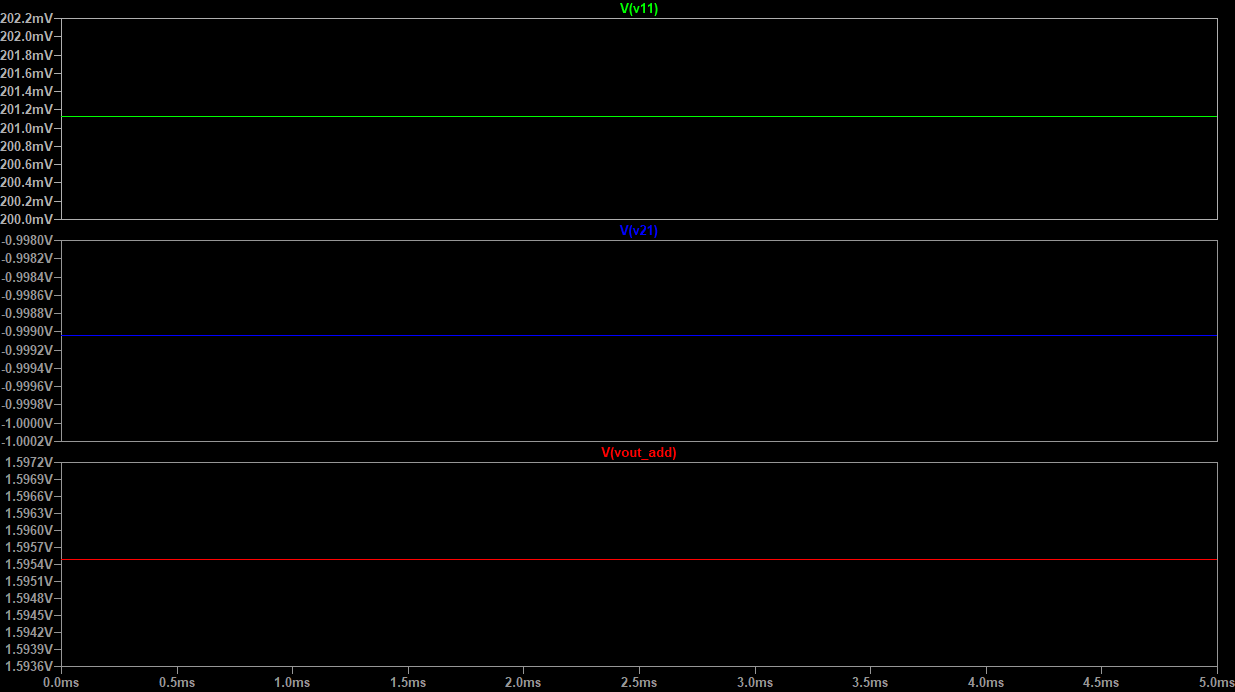 V(v11)
202.2mV
202.0mV
201.8mV
201.6mV
201.4mV
201.2mV
201.0mV
200.8mV
200.6mV
200.4mV
200.2mV
200.0mV
V(v21)
-0.9980V
-0.9982V
-0.9984V
-0.9986V
-0.9988V
-0.9990V
-0.9992V
-0.9994V
-0.9996V
-0.9998V
-1.0000V
-1.0002V
V(vout_add)
1.5972V
1.5969V
1.5966V
1.5963V
1.5960V
1.5957V
1.5954V
1.5951V
1.5948V
1.5945V
1.5942V
1.5939V
1.5936V
0.0ms 0.5ms 1.0ms 1.5ms 2.0ms 2.5ms 3.0ms 3.5ms 4.0ms 4.5ms 5.0ms